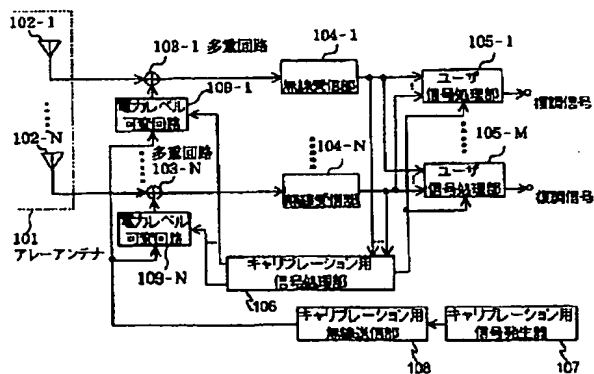 102-1
103-1 多重回路
104-1
無線受信部
105-1
ユーザ
信号処理部
復調信号
電力レベル
可変回路
109-1
102-N
多重回路
103-N
104-N
無線受信部
105-M
ユーザ
信号処理部
復調信号
101
アレーアンテナ
電力レベル
可変回路
109-N
キャリブレーション用
信号処理部
106
キャリブレーション用
無線送信部
108
キャリブレーション用
信号発生器
107